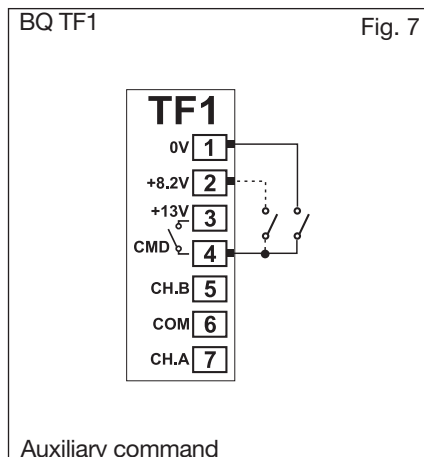 BQ TF1 Fig. 7
TF1
0V 1
+8.2V 2
+13V 3
CMD 4
CH.B 5
COM 6
CH.A 7
Auxiliary command